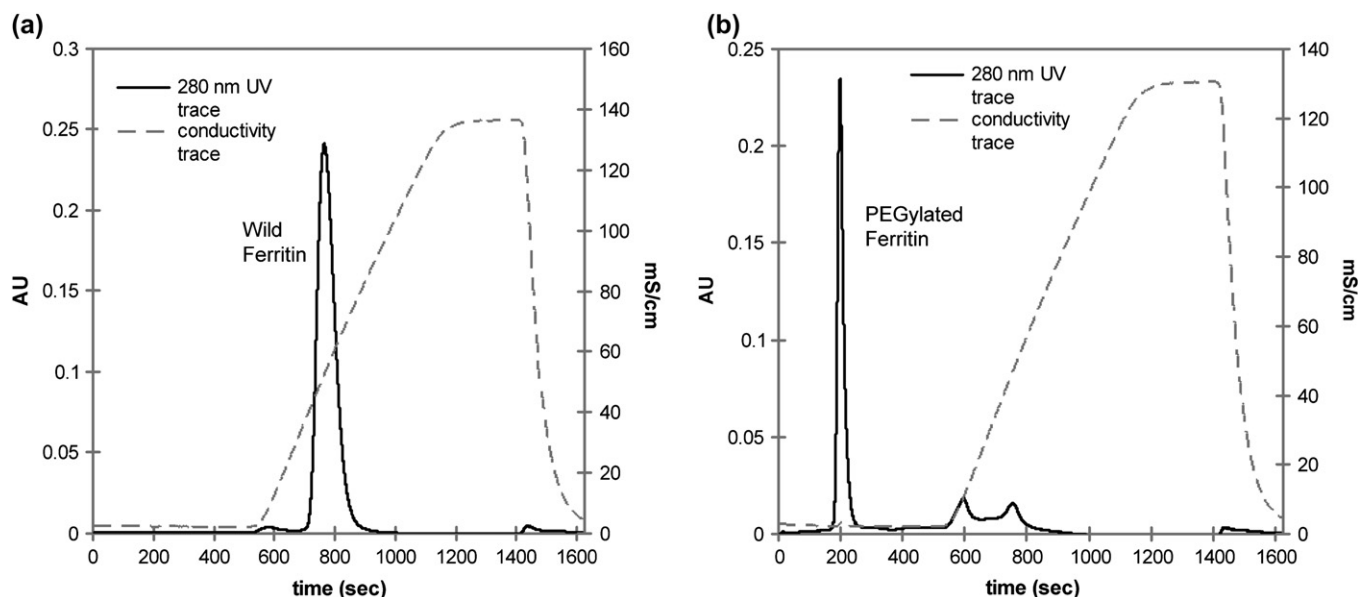 (a)
0.3
0.25
0.2
0.15
0.1
0.05
0
AU
280 nm UV
trace
conductivity
trace
Wild
Ferritin
160
140
120
100
80
60
40
20
0
mS/cm
0 200 400 600 800 1000 1200 1400 1600
time (sec)
(b)
0.25
0.2
0.15
0.1
0.05
0
AU
280 nm UV
trace
conductivity
trace
PEGylated
Ferritin
140
120
100
80
60
40
20
0
mS/cm
0 200 400 600 800 1000 1200 1400 1600
time (sec)